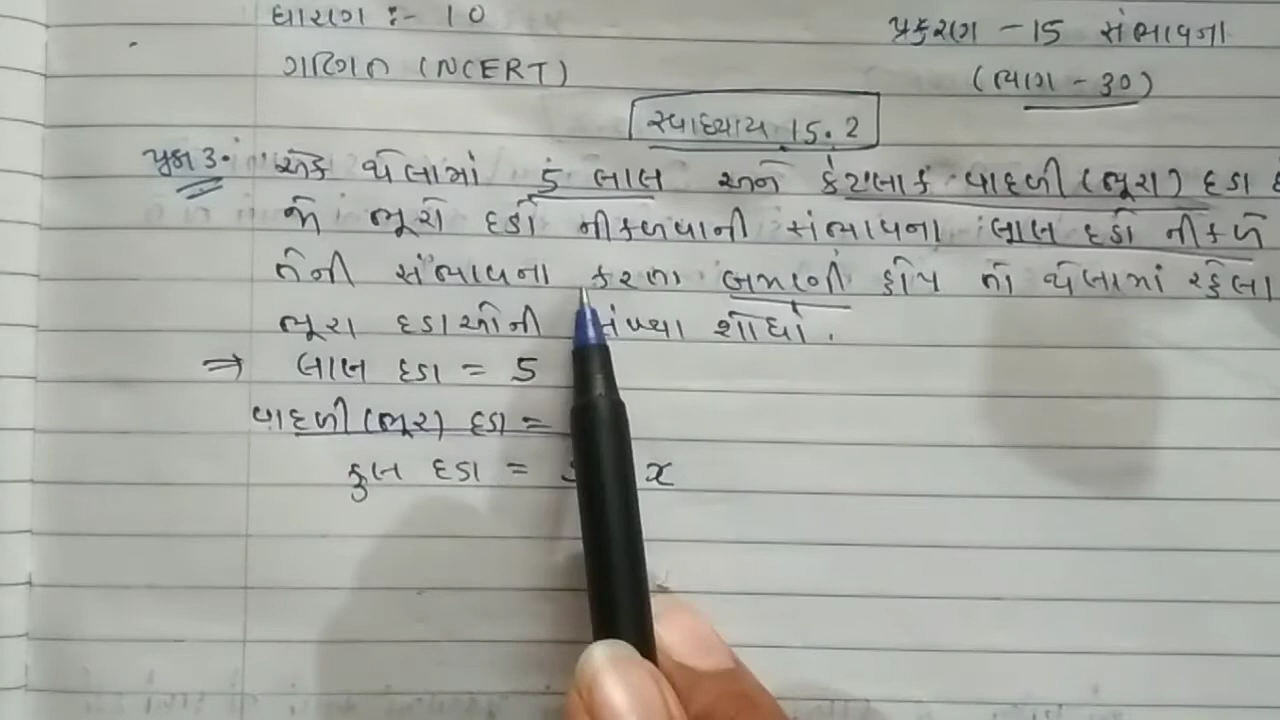 ધોરણ :- 10
પ્રકરણ - 15 સંભાવના
ગણિત (NCERT)
(ભાગ - 30)
સ્વાધ્યાય 15.2
પ્રશ્ન 3. એક થેલામાં 5 લાલ અને કેટલાક વાદળી (ભૂરા) દડા
જો ભૂરો દડો નીકળવાની સંભાવના લાલ દડો નીકળે
તેની સંભાવના કરતા બમણી હોય તો થેલામાં રહેલા
ભૂરા દડાઓની સંખ્યા શોધો.
⇒ લાલ દડા = 5
વાદળી (ભૂરા) દડા =
કુલ દડા = x